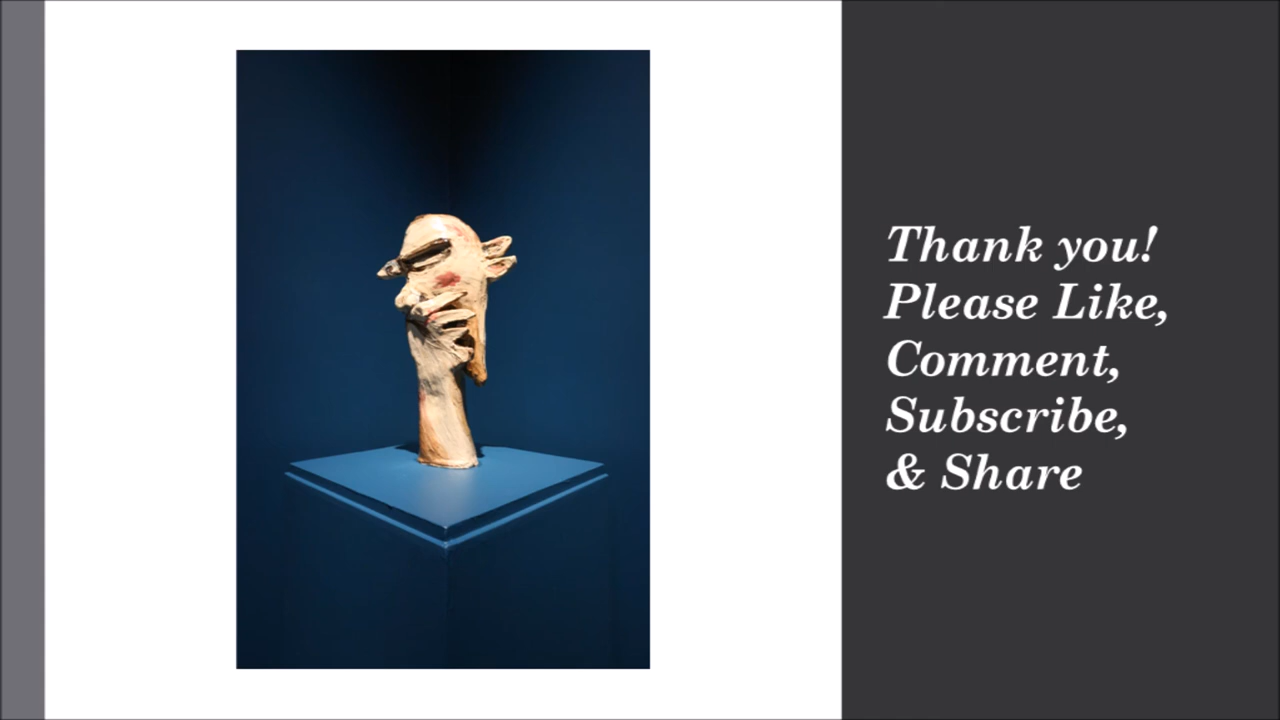 Thank you!
Please Like,
Comment,
Subscribe,
& Share